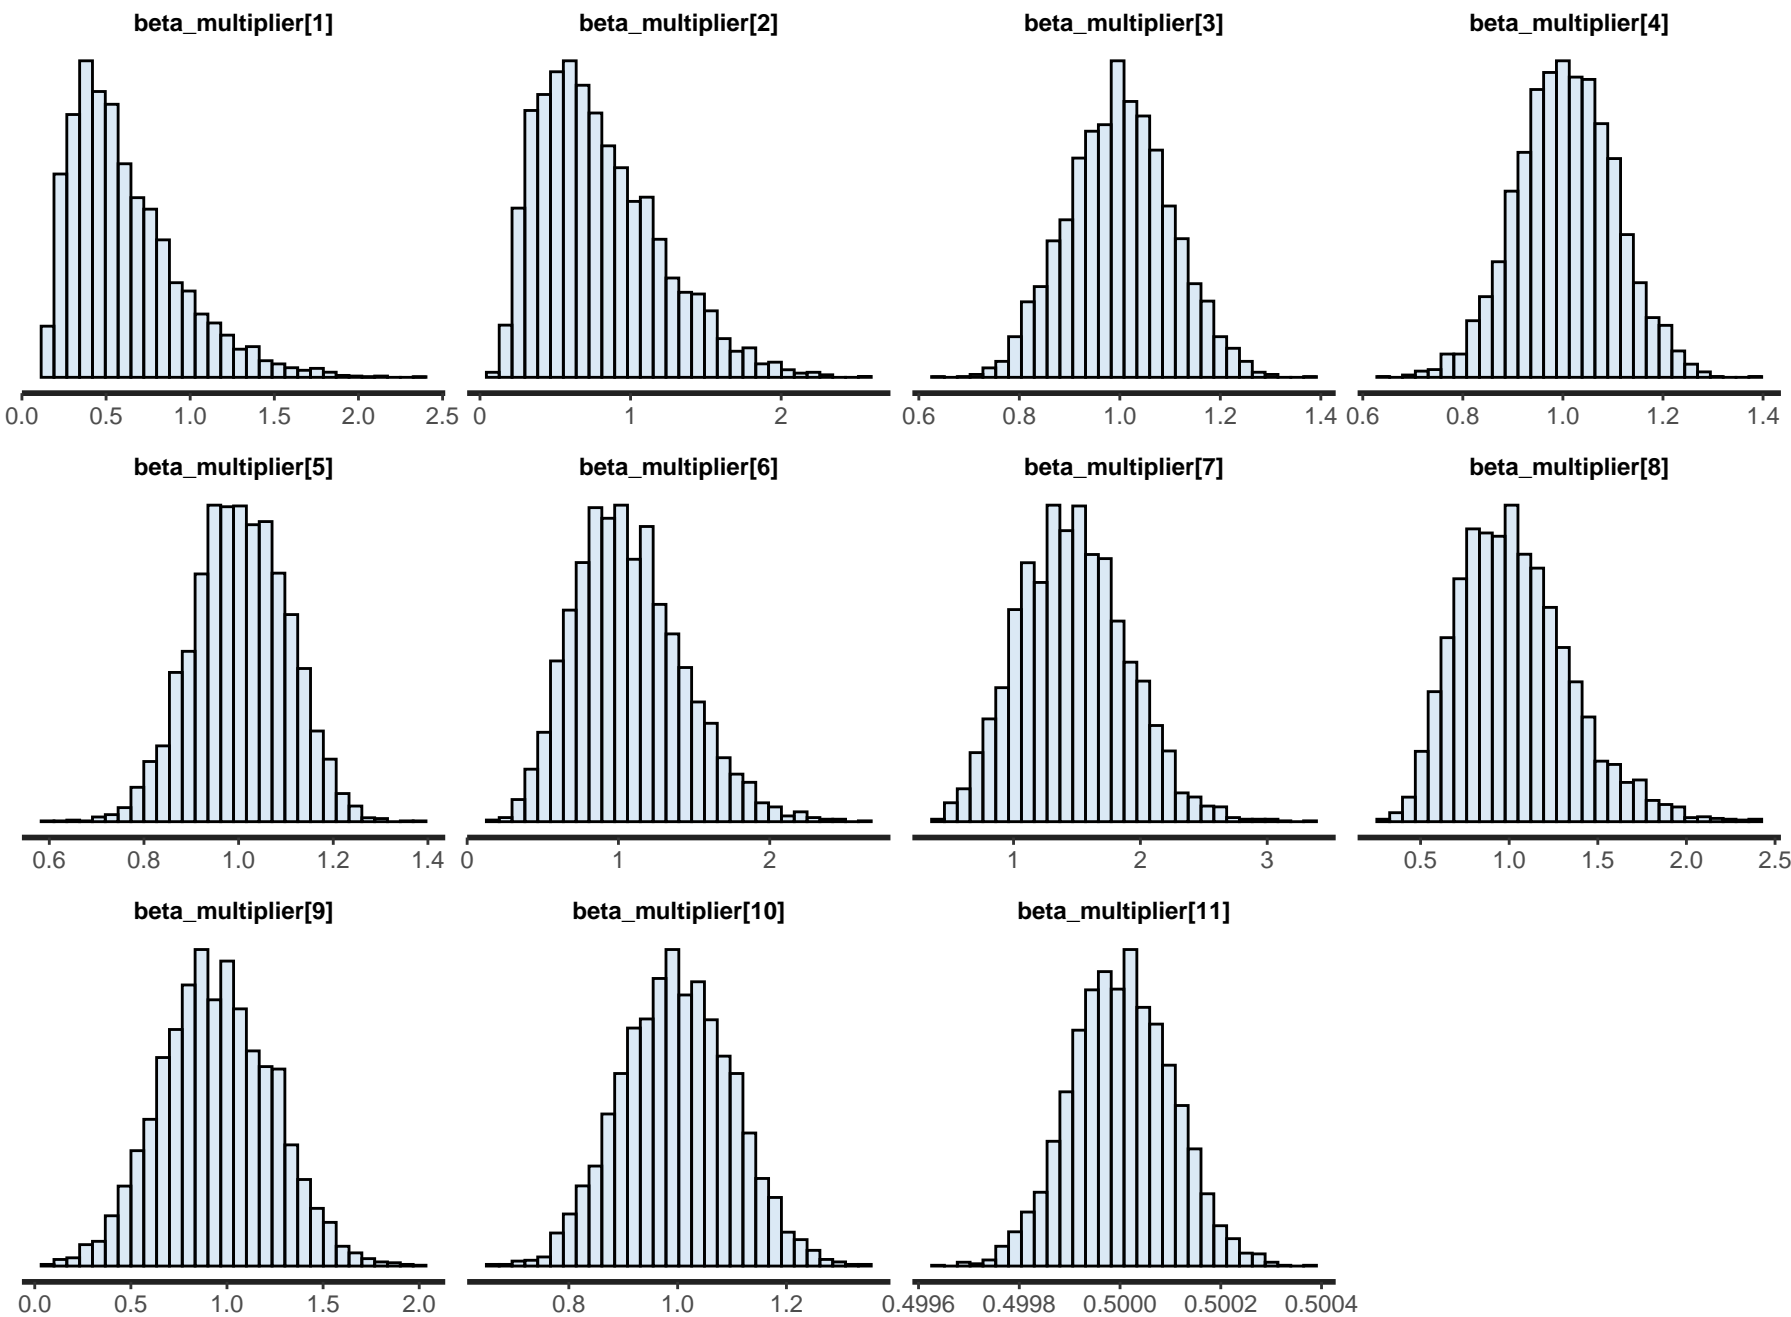 beta_multiplier[1] beta_multiplier[2] beta_multiplier[3] beta_multiplier[4]
0.0 0.5 1.0 1.5 2.0 2.5 0 1 2 0.6 0.8 1.0 1.2 1.4 0.6 0.8 1.0 1.2 1.4
beta_multiplier[5] beta_multiplier[6] beta_multiplier[7] beta_multiplier[8]
0.6 0.8 1.0 1.2 1.4 0 1 2 1 2 3 0.5 1.0 1.5 2.0 2.5
beta_multiplier[9] beta_multiplier[10] beta_multiplier[11]
0.0 0.5 1.0 1.5 2.0 0.8 1.0 1.2 0.4996 0.4998 0.5000 0.5002 0.5004